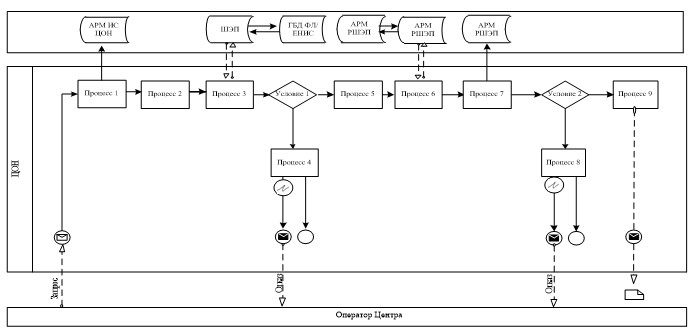 АРМ ИС
ЦОН
ШЭП
ГБД ФЛ/
ЕНИС
АРМ
РШЭП
АРМ
РШЭП
АРМ
РШЭП
ЦОН
Процесс 1
Процесс 2
Процесс 3
Условие 1
Процесс 5
Процесс 6
Процесс 7
Условие 2
Процесс 9
Процесс 4
Процесс 8
Запрос
Отказ
Отказ
Оператор Центра